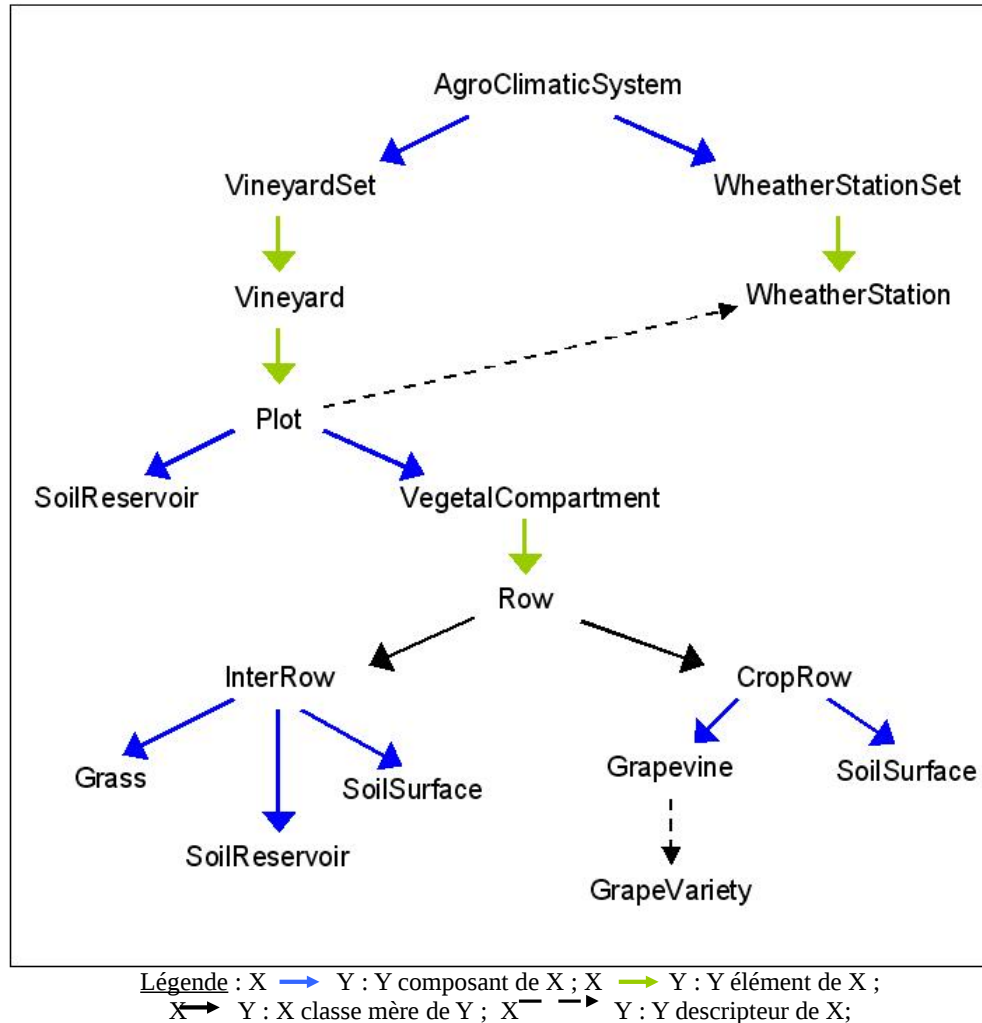 AgroClimaticSystem
VineyardSet
WheatherStationSet
Vineyard
WheatherStation
Plot
SoilReservoir
VegetalCompartment
Row
InterRow
CropRow
Grass
SoilSurface
Grapevine
SoilSurface
SoilReservoir
GrapeVariety
Légende : X Y : Y composant de X ; X Y : Y élément de X ;
X Y : X classe mère de Y ; X Y : Y descripteur de X;